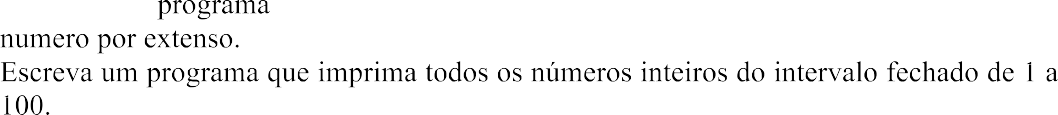 programa
numero por extenso.
Escreva um programa que imprima todos os números inteiros do intervalo fechado de 1 a
100.